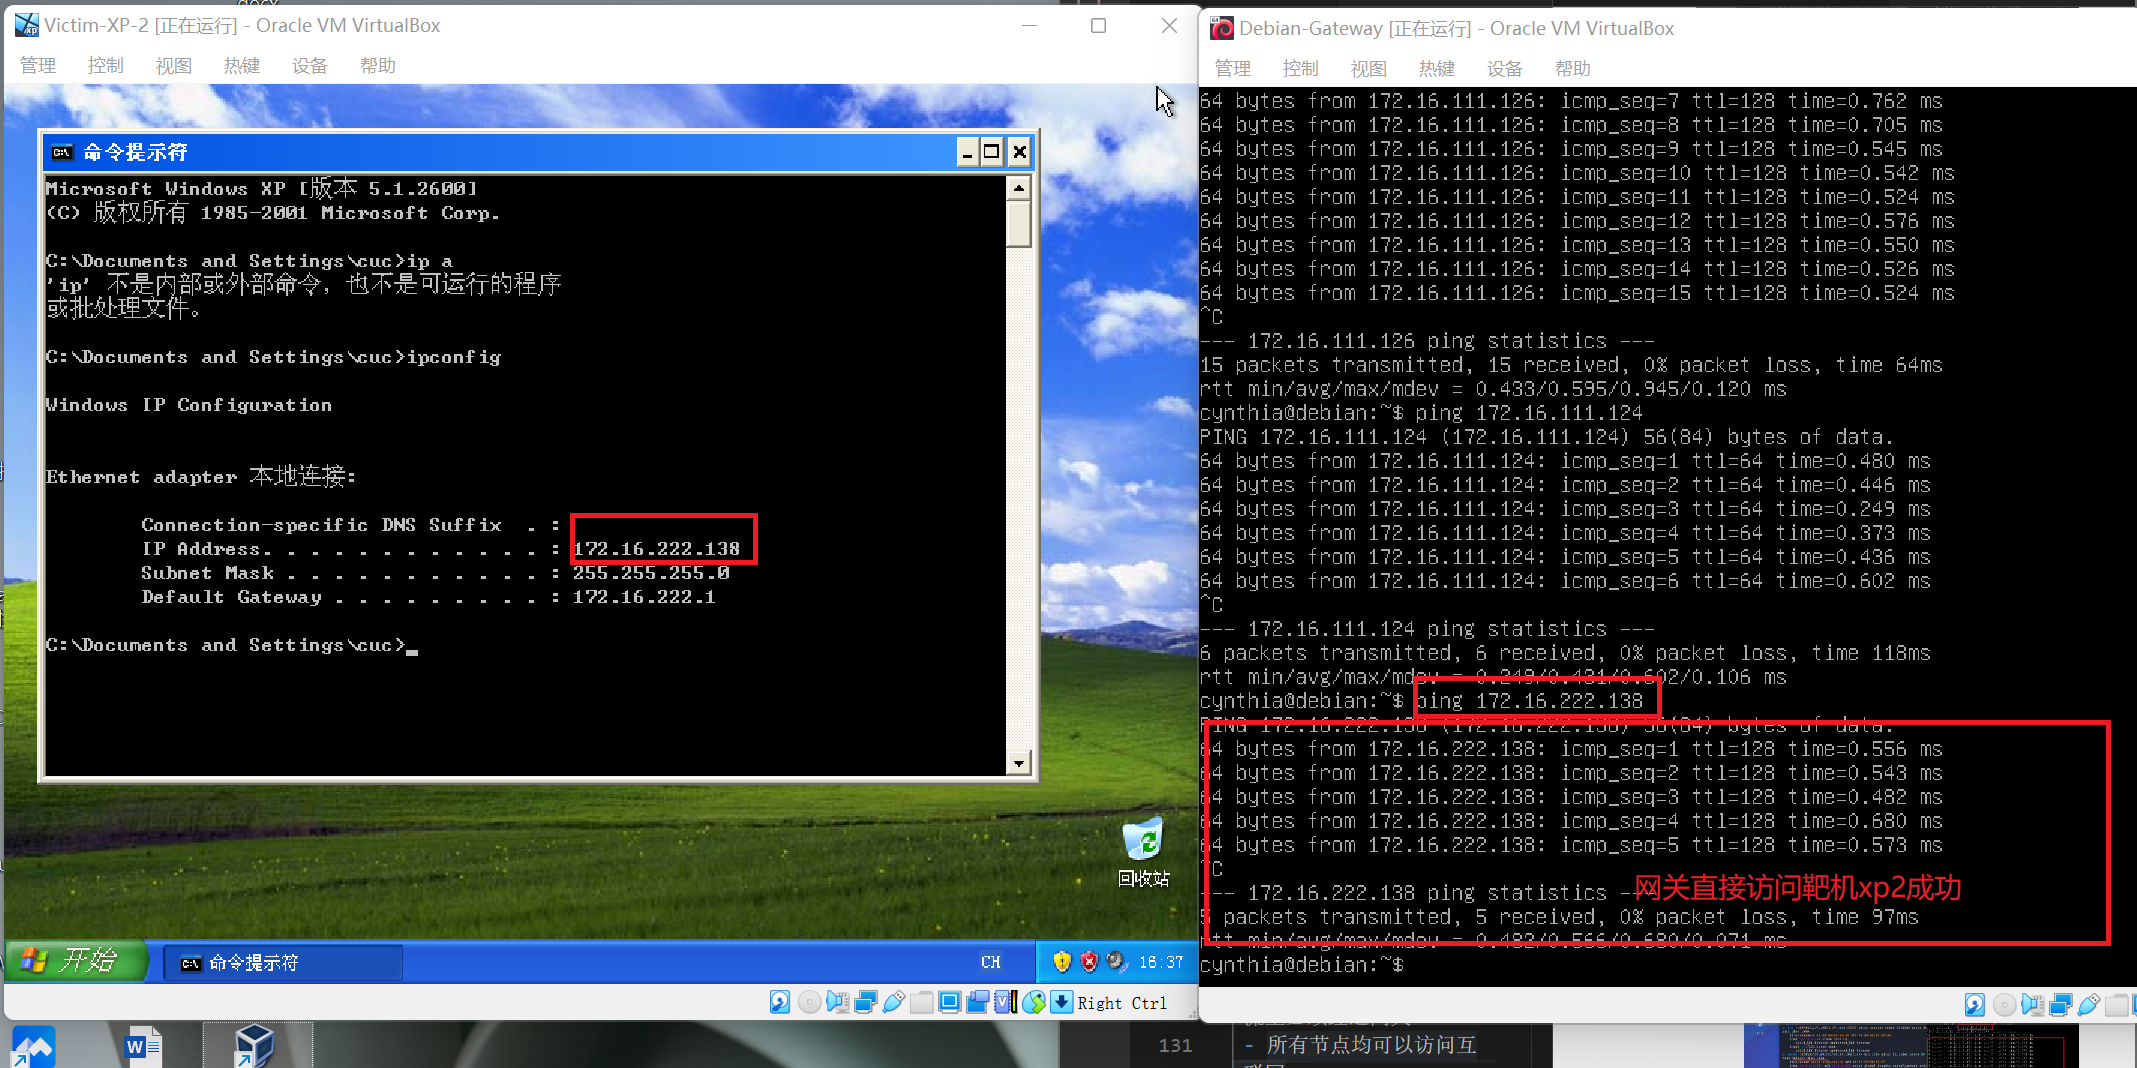 docx
Victim-XP-2 [正在运行] - Oracle VM VirtualBox
管理 控制 视图 热键 设备 帮助
命令提示符
Microsoft Windows XP [版本 5.1.2600]
(C) 版权所有 1985-2001 Microsoft Corp.
C:\Documents and Settings\cuc>ip a
'ip' 不是内部或外部命令，也不是可运行的程序
或批处理文件。
C:\Documents and Settings\cuc>ipconfig
Windows IP Configuration
Ethernet adapter 本地连接:
Connection-specific DNS Suffix  . :
IP Address. . . . . . . . . . . . : 172.16.222.138
Subnet Mask . . . . . . . . . . . : 255.255.255.0
Default Gateway . . . . . . . . . : 172.16.222.1
C:\Documents and Settings\cuc>_
回收站
开始
命令提示符
CH
18:37
Right Ctrl
Debian-Gateway [正在运行] - Oracle VM VirtualBox
管理 控制 视图 热键 设备 帮助
64 bytes from 172.16.111.126: icmp_seq=7 ttl=128 time=0.762 ms
64 bytes from 172.16.111.126: icmp_seq=8 ttl=128 time=0.705 ms
64 bytes from 172.16.111.126: icmp_seq=9 ttl=128 time=0.545 ms
64 bytes from 172.16.111.126: icmp_seq=10 ttl=128 time=0.542 ms
64 bytes from 172.16.111.126: icmp_seq=11 ttl=128 time=0.524 ms
64 bytes from 172.16.111.126: icmp_seq=12 ttl=128 time=0.576 ms
64 bytes from 172.16.111.126: icmp_seq=13 ttl=128 time=0.550 ms
64 bytes from 172.16.111.126: icmp_seq=14 ttl=128 time=0.526 ms
64 bytes from 172.16.111.126: icmp_seq=15 ttl=128 time=0.524 ms
^C
--- 172.16.111.126 ping statistics ---
15 packets transmitted, 15 received, 0% packet loss, time 64ms
rtt min/avg/max/mdev = 0.433/0.595/0.945/0.120 ms
cynthia@debian:~$ ping 172.16.111.124
PING 172.16.111.124 (172.16.111.124) 56(84) bytes of data.
64 bytes from 172.16.111.124: icmp_seq=1 ttl=64 time=0.480 ms
64 bytes from 172.16.111.124: icmp_seq=2 ttl=64 time=0.446 ms
64 bytes from 172.16.111.124: icmp_seq=3 ttl=64 time=0.249 ms
64 bytes from 172.16.111.124: icmp_seq=4 ttl=64 time=0.373 ms
64 bytes from 172.16.111.124: icmp_seq=5 ttl=64 time=0.436 ms
64 bytes from 172.16.111.124: icmp_seq=6 ttl=64 time=0.602 ms
^C
--- 172.16.111.124 ping statistics ---
6 packets transmitted, 6 received, 0% packet loss, time 118ms
rtt min/avg/max/mdev = 0.249/0.431/0.602/0.106 ms
cynthia@debian:~$ ping 172.16.222.138
PING 172.16.222.138 (172.16.222.138) 56(84) bytes of data.
64 bytes from 172.16.222.138: icmp_seq=1 ttl=128 time=0.556 ms
64 bytes from 172.16.222.138: icmp_seq=2 ttl=128 time=0.543 ms
64 bytes from 172.16.222.138: icmp_seq=3 ttl=128 time=0.482 ms
64 bytes from 172.16.222.138: icmp_seq=4 ttl=128 time=0.680 ms
64 bytes from 172.16.222.138: icmp_seq=5 ttl=128 time=0.573 ms
^C
--- 172.16.222.138 ping statistics ---
网关直接访问靶机xp2成功
5 packets transmitted, 5 received, 0% packet loss, time 97ms
rtt min/avg/max/mdev = 0.482/0.566/0.680/0.071 ms
cynthia@debian:~$
131
- 所有节点均可以访问互